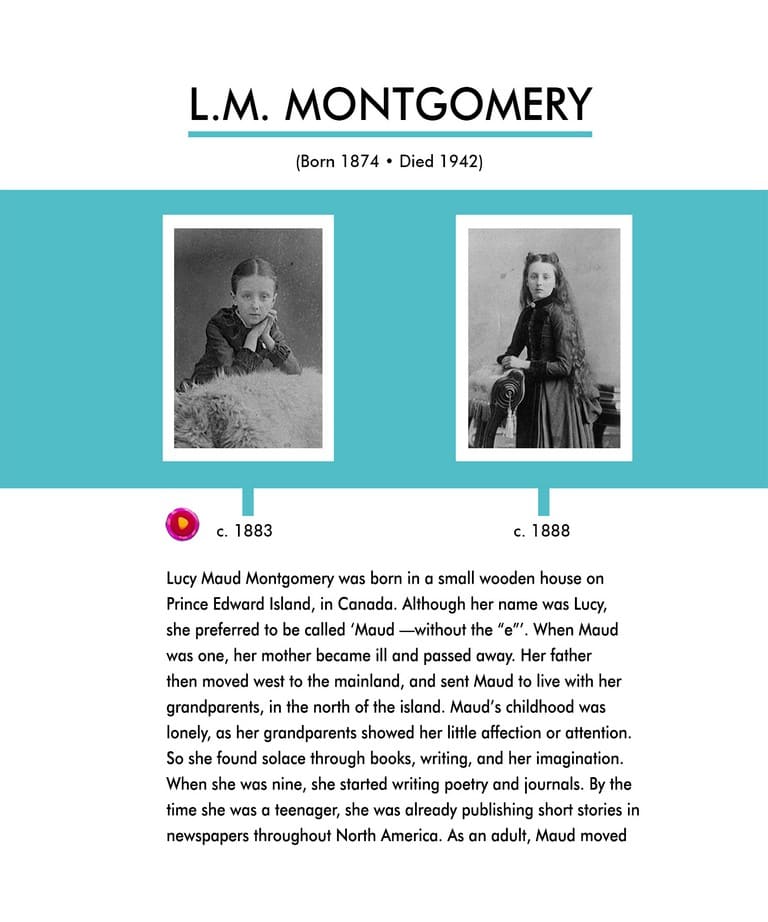 L.M. MONTGOMERY
(Born 1874 • Died 1942)
c. 1883
c. 1888
Lucy Maud Montgomery was born in a small wooden house on
Prince Edward Island, in Canada. Although her name was Lucy,
she preferred to be called ‘Maud —without the “e”’. When Maud
was one, her mother became ill and passed away. Her father
then moved west to the mainland, and sent Maud to live with her
grandparents, in the north of the island. Maud’s childhood was
lonely, as her grandparents showed her little affection or attention.
So she found solace through books, writing, and her imagination.
When she was nine, she started writing poetry and journals. By the
time she was a teenager, she was already publishing short stories in
newspapers throughout North America. As an adult, Maud moved